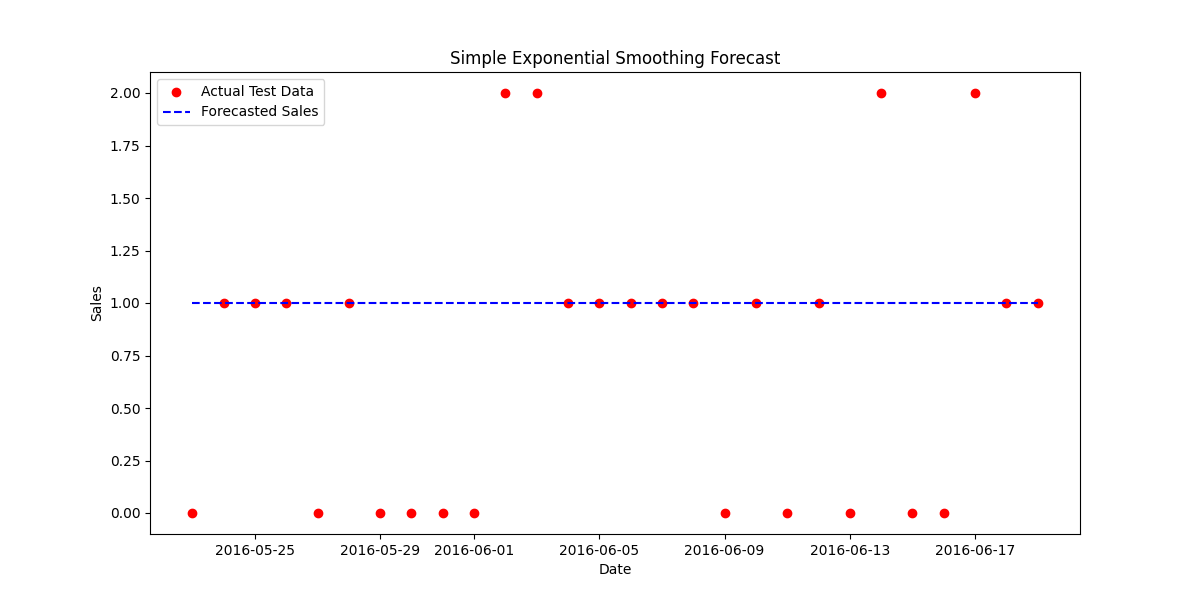 Simple Exponential Smoothing Forecast
Actual Test Data
Forecasted Sales
2.00
1.75
1.50
1.25
1.00
0.75
0.50
0.25
0.00
Sales
2016-05-25 2016-05-29 2016-06-01 2016-06-05 2016-06-09 2016-06-13 2016-06-17
Date